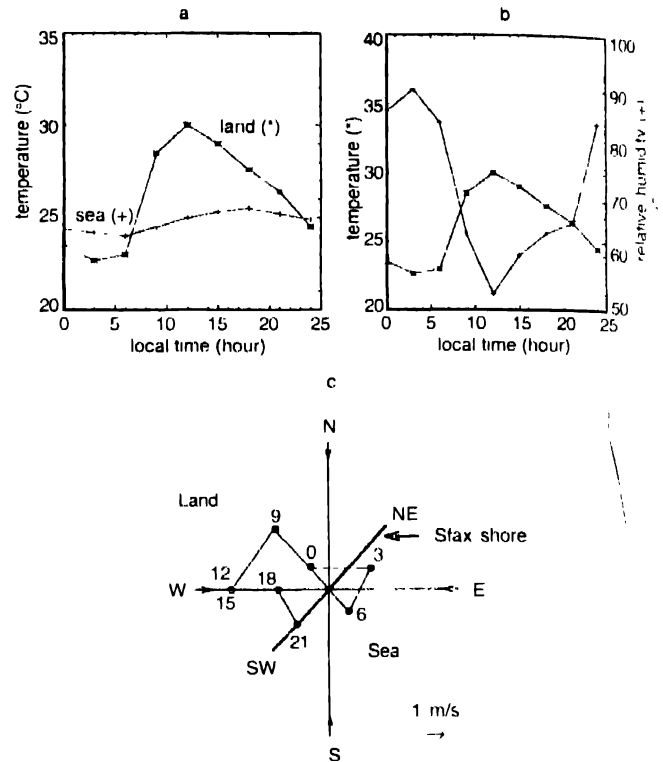 a
temperature (°C)
35
30
25
20
land (*)
sea (+)
0 5 10 15 20 25
local time (hour)
b
temperature (*)
40
35
30
25
20
relative humidity (+)
100
90
80
70
60
50
0 5 10 15 20 25
local time (hour)
c
N
Land
9
NE
0
3
Sfax shore
12
18
W
E
15
6
21
SW
Sea
1 m/s
S